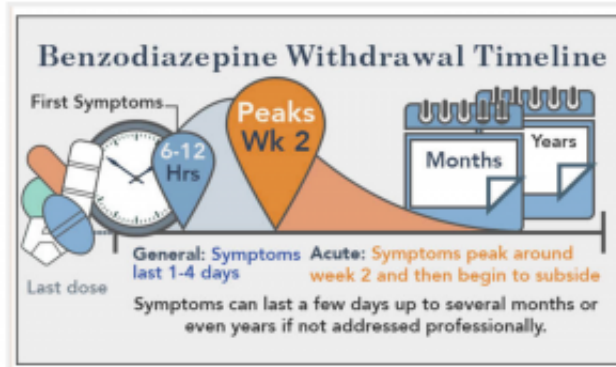 Benzodiazepine Withdrawal Timeline
First Symptoms
6-12
Hrs
Peaks
Wk 2
Months
Years
Last dose
General: Symptoms
last 1-4 days
Acute: Symptoms peak around
week 2 and then begin to subside
Symptoms can last a few days up to several months or
even years if not addressed professionally.